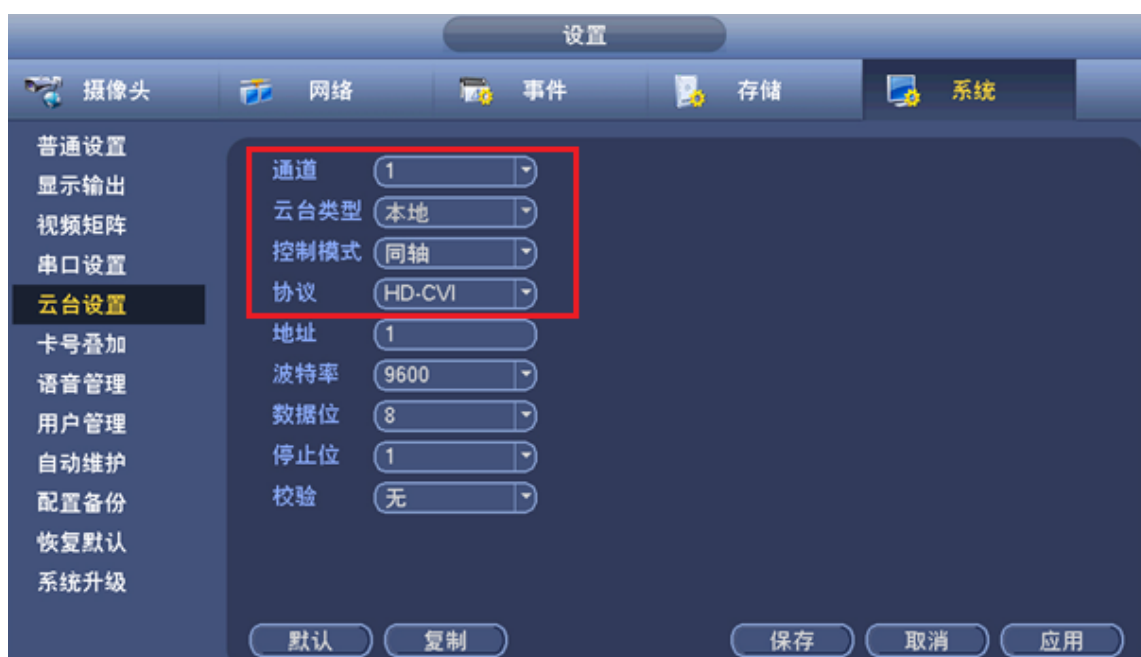 设置
摄像头 网络 事件 存储 系统
普通设置
显示输出
视频矩阵
串口设置
云台设置
卡号叠加
语音管理
用户管理
自动维护
配置备份
恢复默认
系统升级
通道 1
云台类型 本地
控制模式 同轴
协议 HD-CVI
地址 1
波特率 9600
数据位 8
停止位 1
校验 无
默认 复制 保存 取消 应用